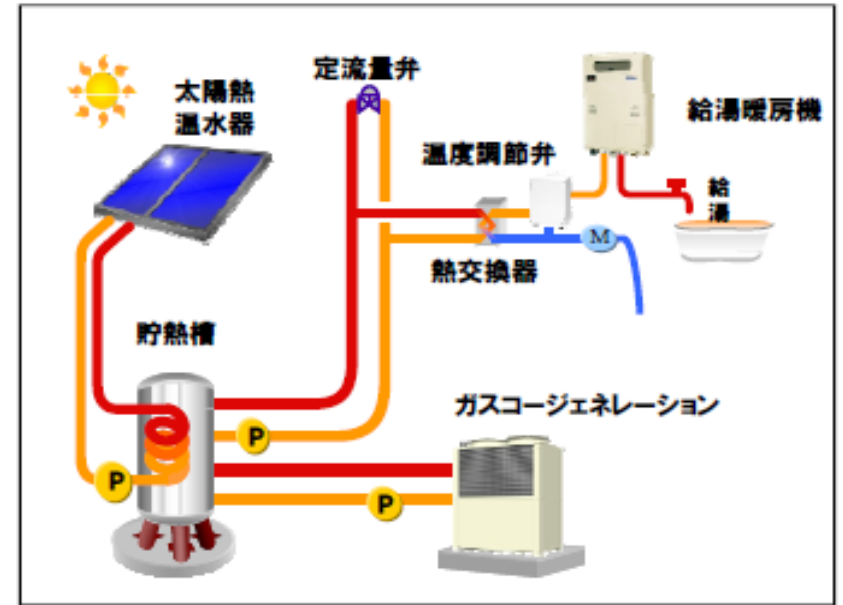 定流量弁
太陽熱
温水器
給湯暖房機
温度調節弁
給
湯
M
熱交換器
貯熱槽
ガスコージェネレーション
P
P
P